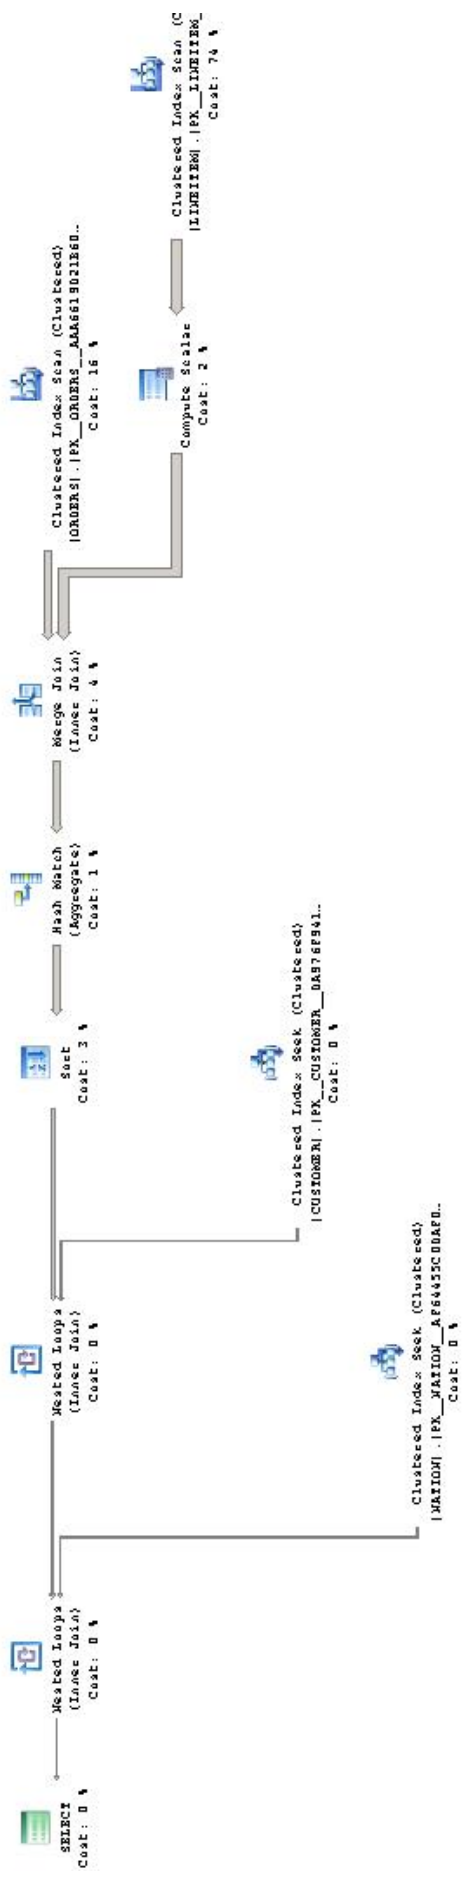 SELECT
Cost: 0 %
Nested Loops
(Inner Join)
Cost: 0 %
Nested Loops
(Inner Join)
Cost: 0 %
Sort
Cost: 3 %
Hash Match
(Aggregate)
Cost: 1 %
Merge Join
(Inner Join)
Cost: 4 %
Clustered Index Scan (Clustered)
[ORDERS].[PK__ORDERS__AAA6619021B60…
Cost: 16 %
Compute Scalar
Cost: 2 %
Clustered Index Scan (C
[LINEITEM].[PK__LINEITEM_
Cost: 74 %
Clustered Index Seek (Clustered)
[CUSTOMER].[PK__CUSTOMER__
Cost: 0 %
Clustered Index Seek (Clustered)
[NATION].[PK__NATION__
Cost: 0 %